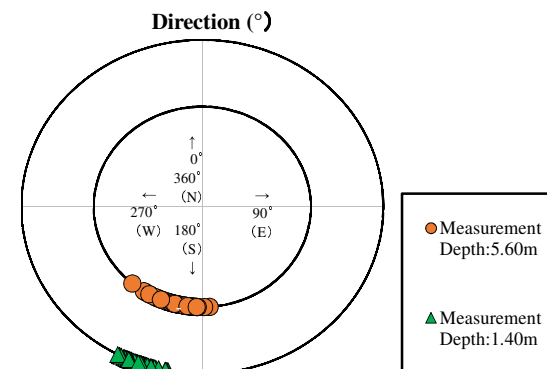 Direction (°)
↑
0°
360°
(N)
←
→
270°
(W)
90°
(E)
180°
(S)
↓
Measurement
Depth:5.60m
Measurement
Depth:1.40m